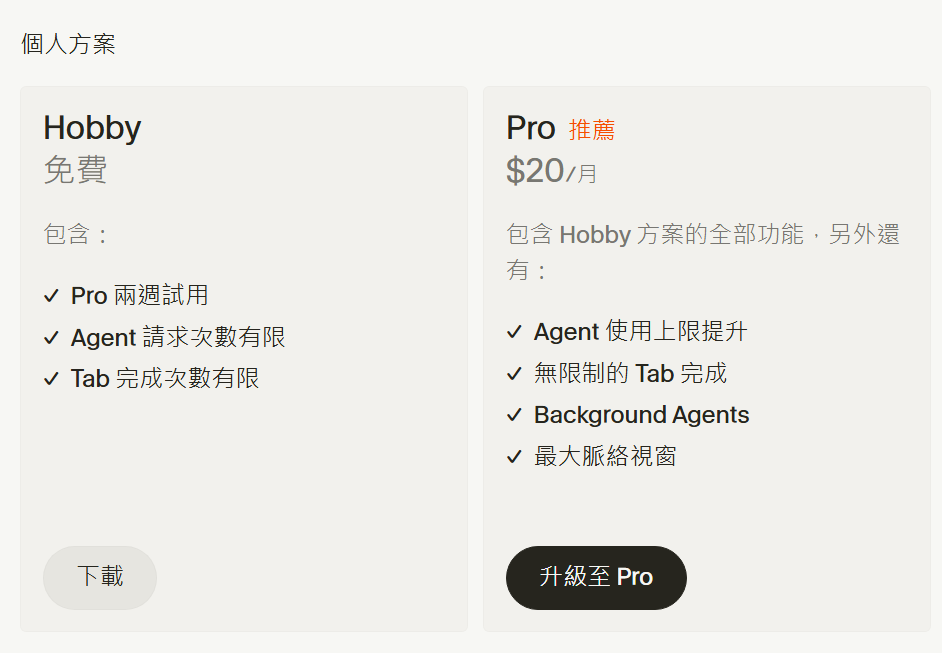 個人方案
Hobby
免費
包含：
Pro 兩週試用
Agent 請求次數有限
Tab 完成次數有限
下載
Pro 推薦
$20/月
包含 Hobby 方案的全部功能，另外還
有：
Agent 使用上限提升
無限制的 Tab 完成
Background Agents
最大脈絡視窗
升級至 Pro